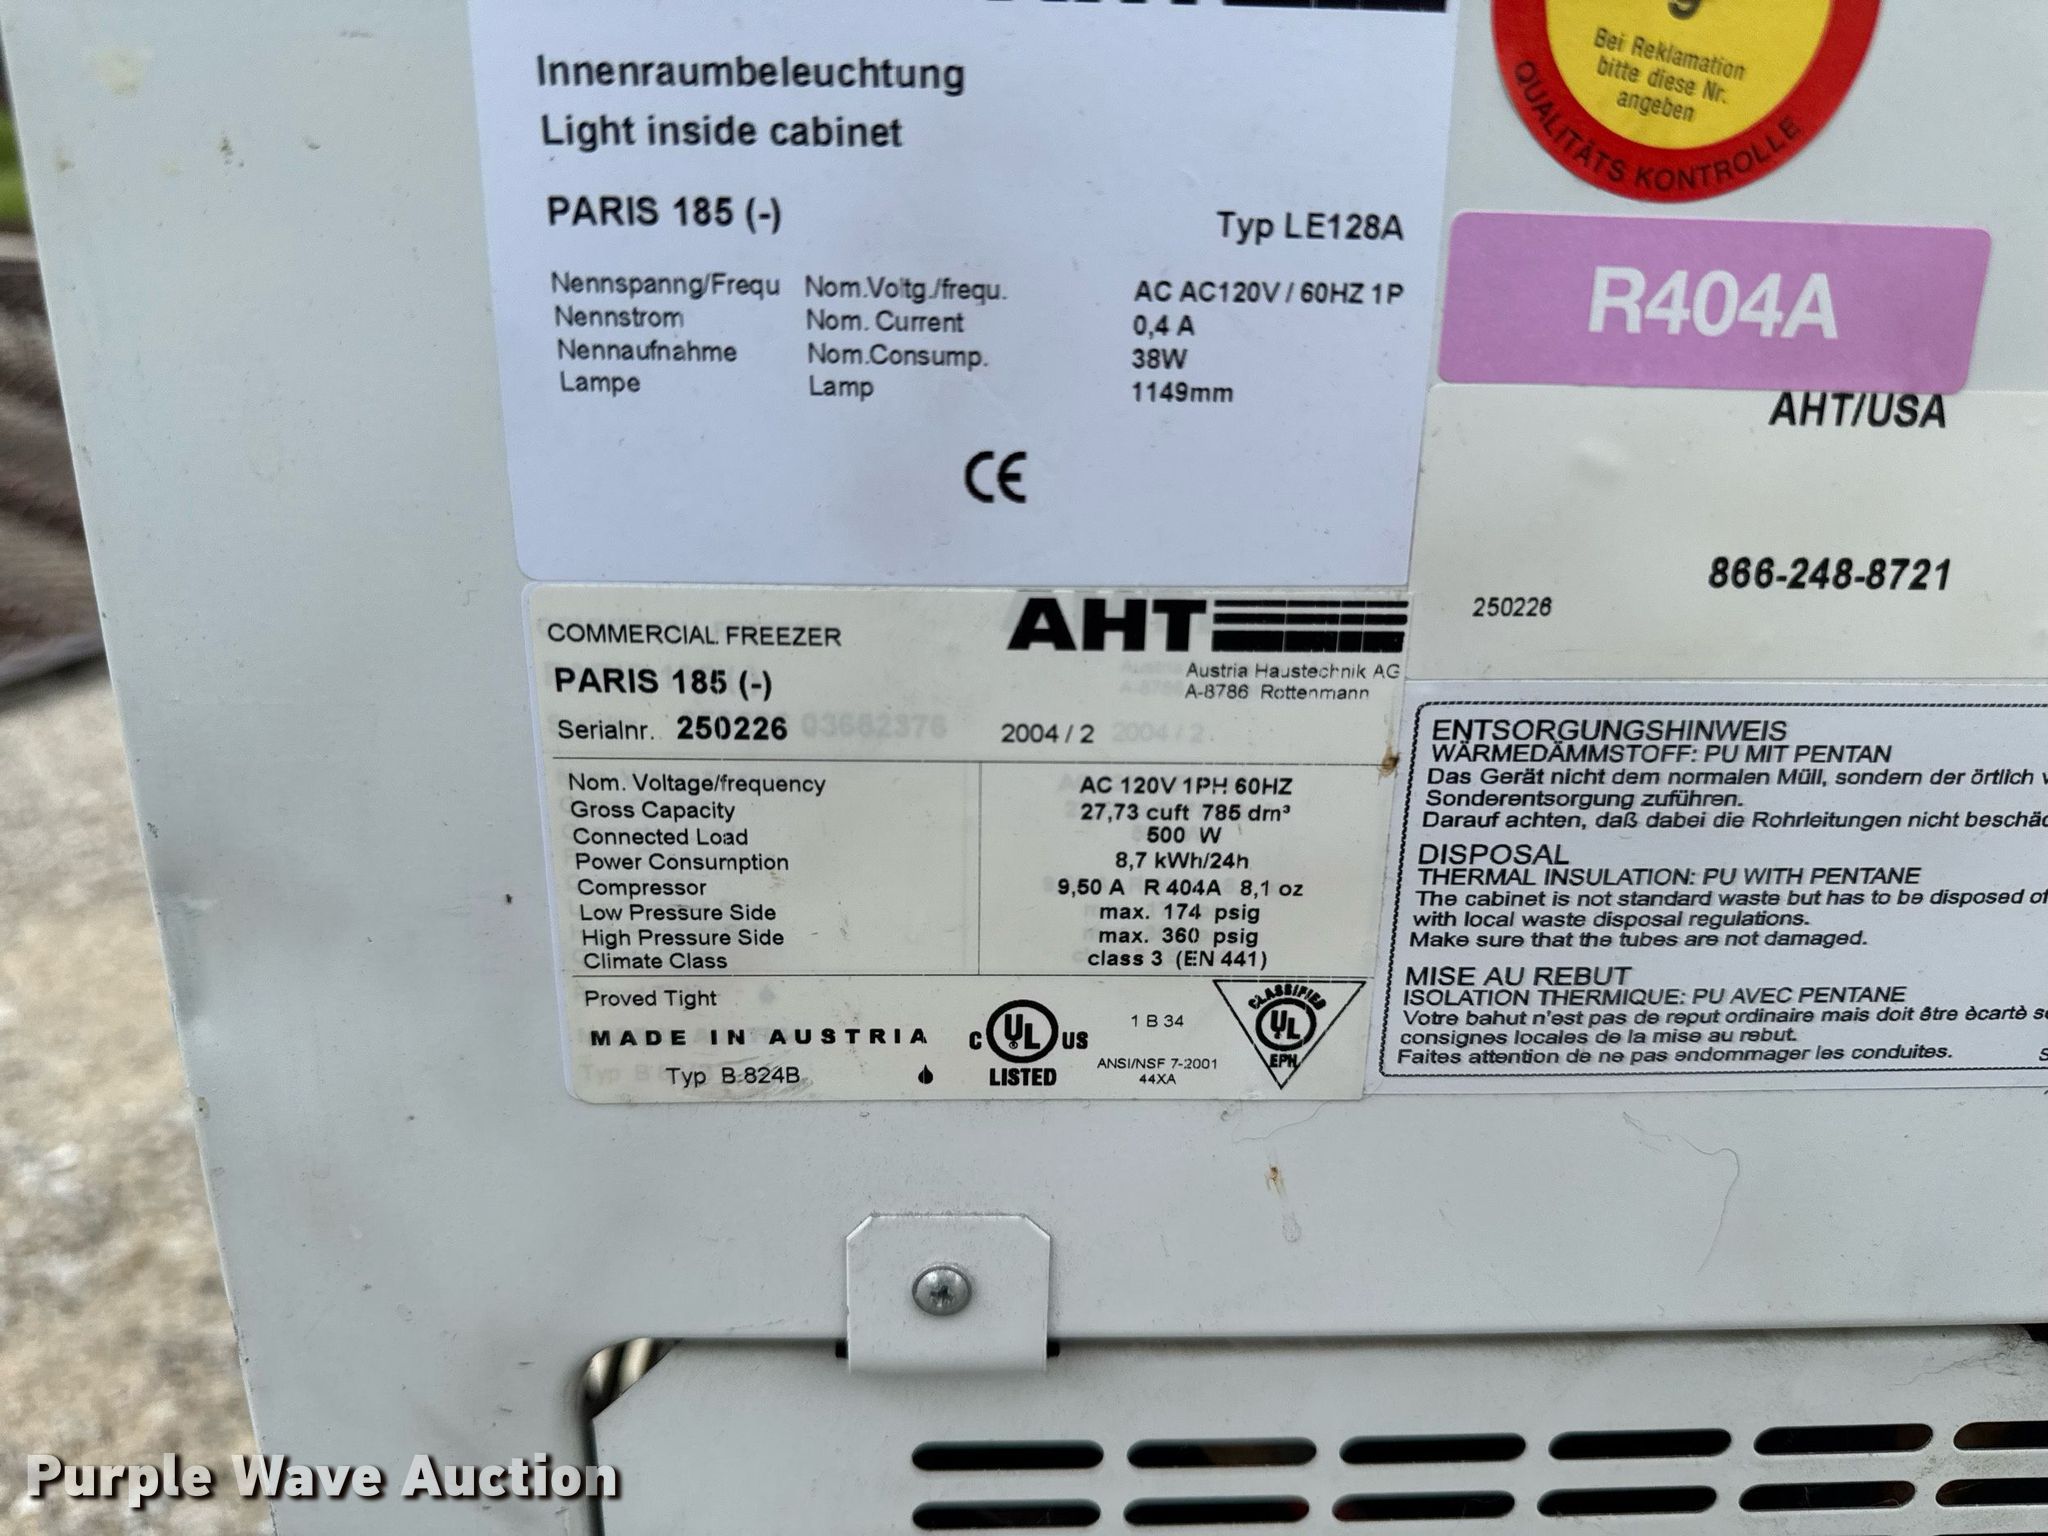 Innenraumbeleuchtung
Light inside cabinet
PARIS 185 (-)
Typ LE128A
Nennspanng/Frequ Nom.Voltg./frequ. AC AC120V / 60HZ 1P
Nennstrom Nom. Current 0,4 A
Nennaufnahme Nom.Consump. 38W
Lampe Lamp 1149mm
CE
Bei Reklamation
bitte diese Nr.
angeben
QUALITÄTS KONTROLLE
R404A
AHT/USA
866-248-8721
250226
COMMERCIAL FREEZER
AHT
Austria Haustechnik AG
A-8786 Rottenmann
PARIS 185 (-)
Serialnr. 250226 2004 / 2
Nom. Voltage/frequency AC 120V 1PH 60HZ
Gross Capacity 27,73 cuft 785 dm³
Connected Load 500 W
Power Consumption 8,7 kWh/24h
Compressor 9,50 A R 404A 8,1 oz
Low Pressure Side max. 174 psig
High Pressure Side max. 360 psig
Climate Class class 3 (EN 441)
Proved Tight
MADE IN AUSTRIA
Typ B 824B
C UL US
LISTED
1 B 34
ANSI/NSF 7-2001
44XA
CLASSIFIED
UL
EPH
ENTSORGUNGSHINWEIS
WÄRMEDÄMMSTOFF: PU MIT PENTAN
Das Gerät nicht dem normalen Müll, sondern der örtlich
Sonderentsorgung zuführen.
Darauf achten, daß dabei die Rohrleitungen nicht beschäd
DISPOSAL
THERMAL INSULATION: PU WITH PENTANE
The cabinet is not standard waste but has to be disposed of
with local waste disposal regulations.
Make sure that the tubes are not damaged.
MISE AU REBUT
ISOLATION THERMIQUE: PU AVEC PENTANE
Votre bahut n'est pas de reput ordinaire mais doit être ècartè
consignes locales de la mise au rebut.
Faites attention de ne pas endommager les conduites.
Purple Wave Auction